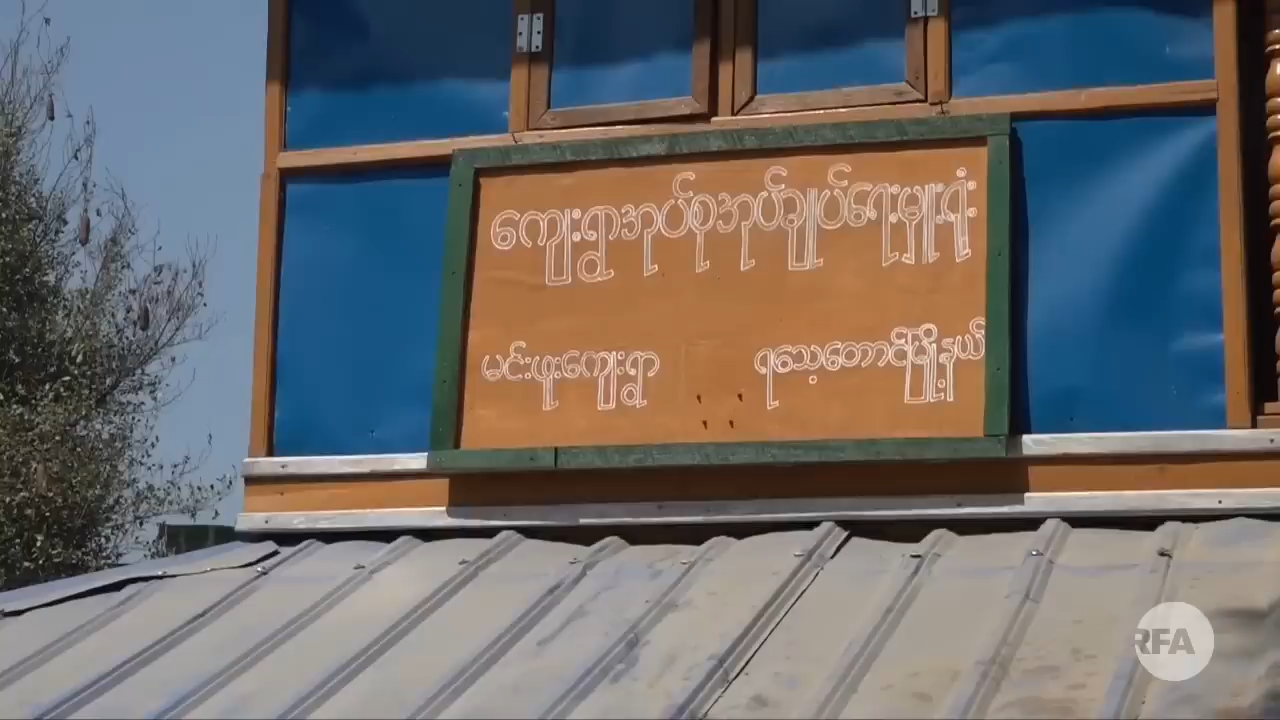 ကျေးရွာအုပ်စုအုပ်ချုပ်ရေးမှူးရုံး
မင်းဖူးကျေးရွာ ရသေ့တောင်မြို့နယ်
RFA